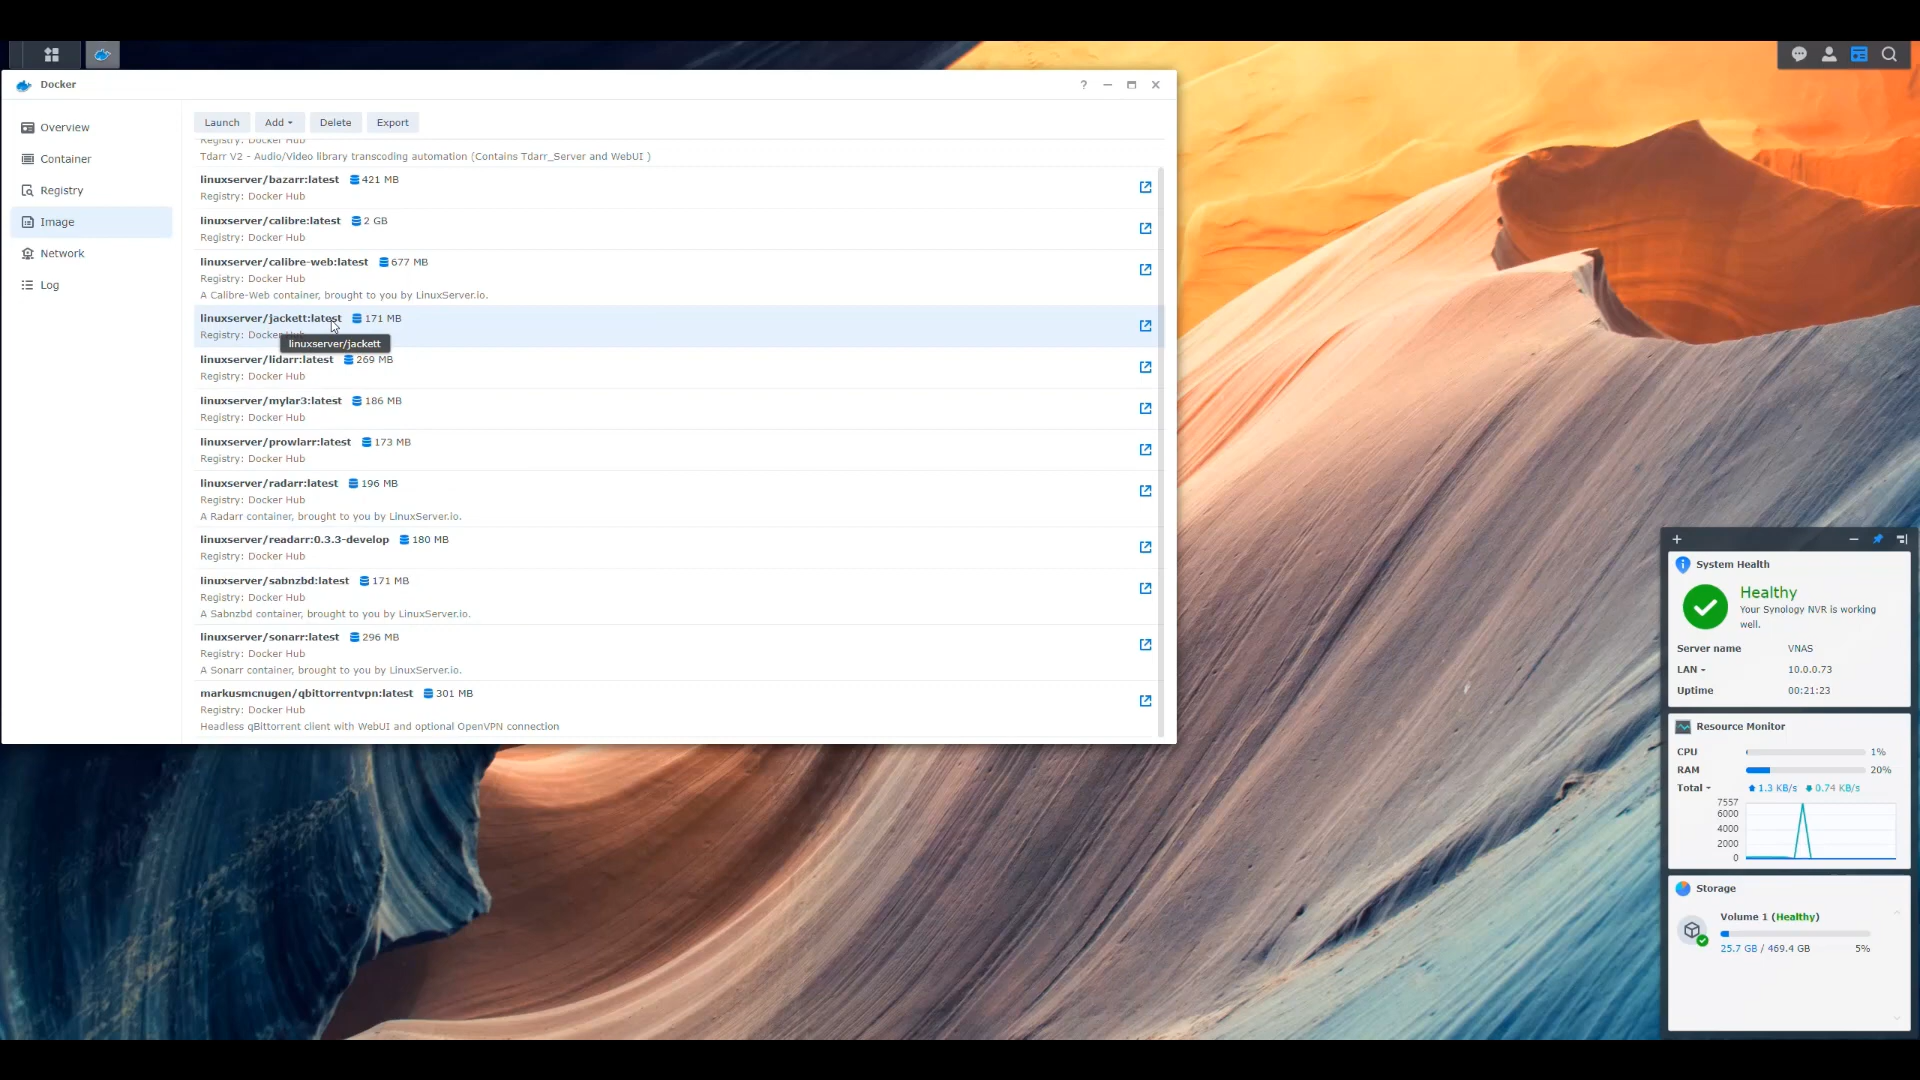 Docker
?
Overview
Container
Registry
Image
Network
Log
Launch Add Delete Export
Registry: Docker Hub
Tdarr V2 - Audio/Video library transcoding automation (Contains Tdarr_Server and WebUI )
linuxserver/bazarr:latest 421 MB
Registry: Docker Hub
linuxserver/calibre:latest 2 GB
Registry: Docker Hub
linuxserver/calibre-web:latest 677 MB
Registry: Docker Hub
A Calibre-Web container, brought to you by LinuxServer.io.
linuxserver/jackett:latest 171 MB
Registry: Docker Hub
linuxserver/jackett
linuxserver/lidarr:latest 269 MB
Registry: Docker Hub
linuxserver/mylar3:latest 186 MB
Registry: Docker Hub
linuxserver/prowlarr:latest 173 MB
Registry: Docker Hub
linuxserver/radarr:latest 196 MB
Registry: Docker Hub
A Radarr container, brought to you by LinuxServer.io.
linuxserver/readarr:0.3.3-develop 180 MB
Registry: Docker Hub
linuxserver/sabnzbd:latest 171 MB
Registry: Docker Hub
A Sabnzbd container, brought to you by LinuxServer.io.
linuxserver/sonarr:latest 296 MB
Registry: Docker Hub
A Sonarr container, brought to you by LinuxServer.io.
markusmcnugen/qbittorrentvpn:latest 301 MB
Registry: Docker Hub
Headless qBittorrent client with WebUI and optional OpenVPN connection
System Health
Healthy
Your Synology NVR is working
well.
Server name VNAS
LAN 10.0.0.73
Uptime 00:21:23
Resource Monitor
CPU 1%
RAM 20%
Total 1.3 KB/s 0.74 KB/s
7557
6000
4000
2000
0
Storage
Volume 1 (Healthy)
25.7 GB / 469.4 GB 5%